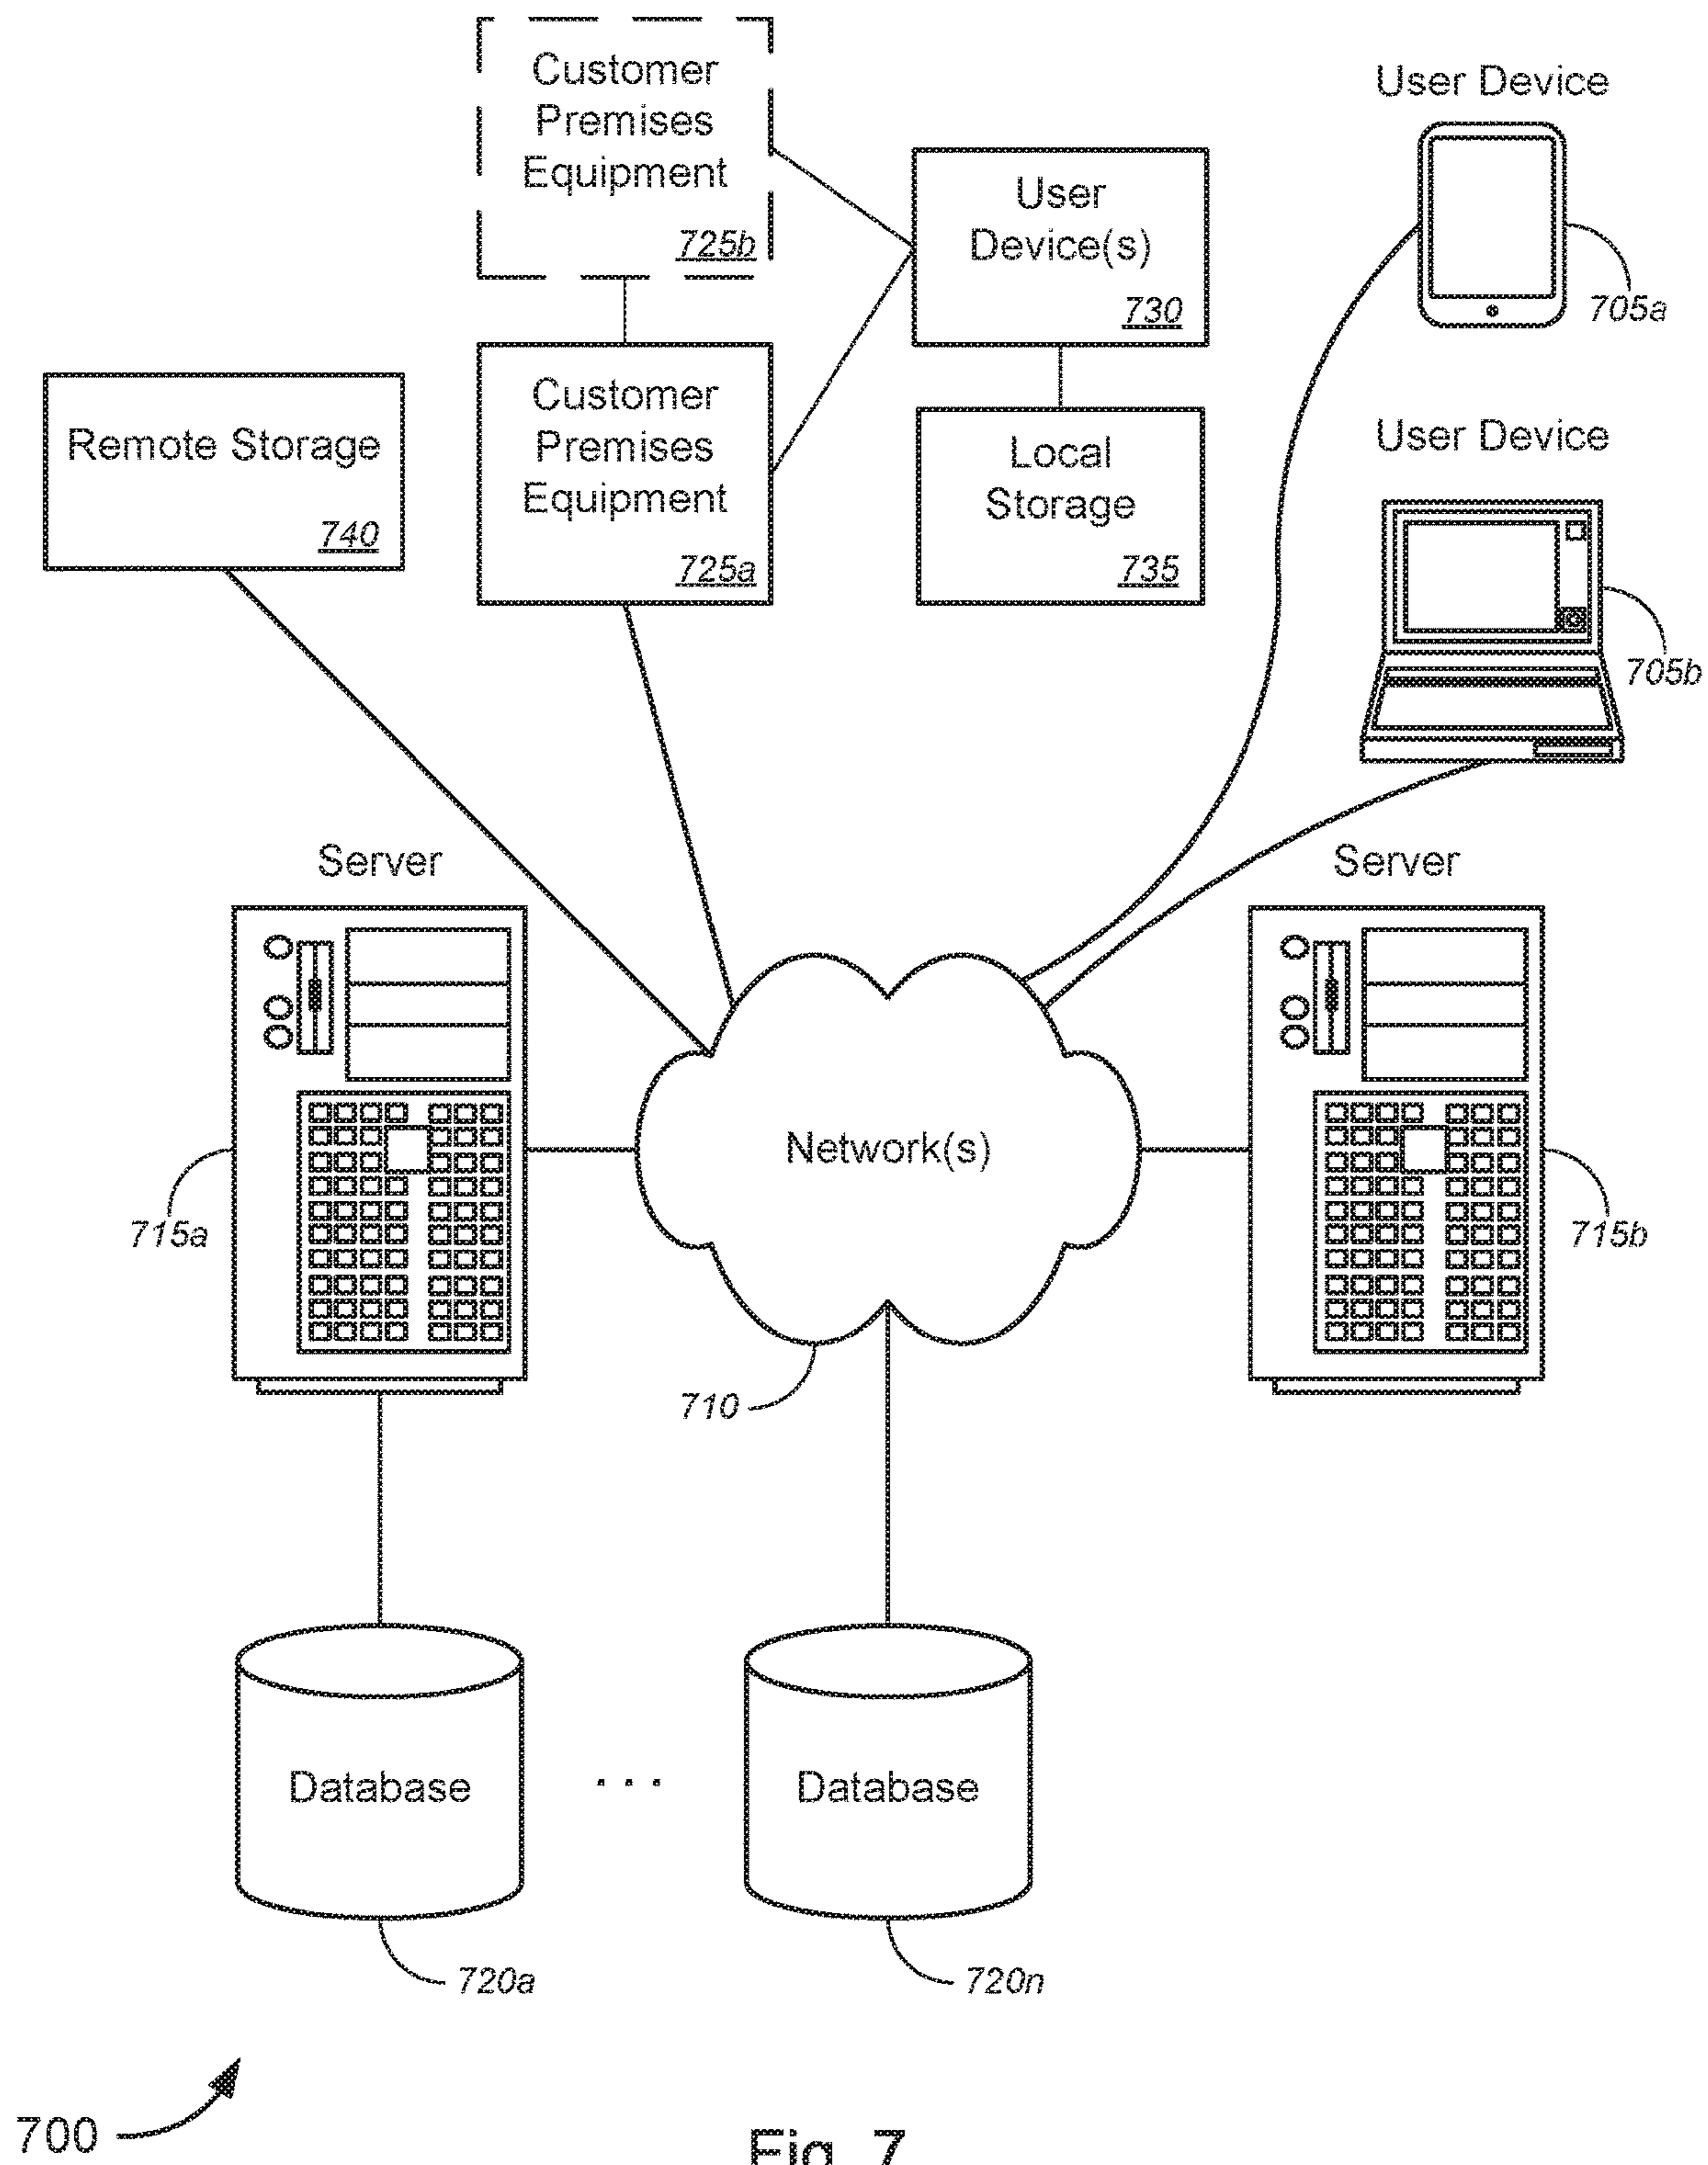 Customer
Premises
Equipment
725b
User
Device(s)
730
User Device
705a
Remote Storage
740
Customer
Premises
Equipment
725a
Local
Storage
735
User Device
705b
Server
715a
Network(s)
710
Server
715b
Database
720a
. . .
Database
720n
700
Fig. 7